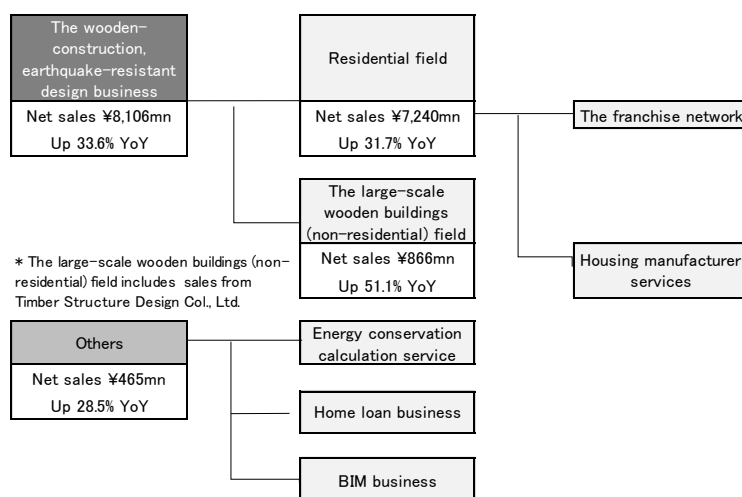 The wooden-
construction,
earthquake-resistant
design business
Net sales ¥8,106mn
Up 33.6% YoY
Residential field
Net sales ¥7,240mn
Up 31.7% YoY
The franchise network
The large-scale
wooden buildings
(non-residential) field
Net sales ¥866mn
Up 51.1% YoY
Housing manufacturer
services
* The large-scale wooden buildings (non-
residential) field includes sales from
Timber Structure Design Col., Ltd.
Others
Net sales ¥465mn
Up 28.5% YoY
Energy conservation
calculation service
Home loan business
BIM business